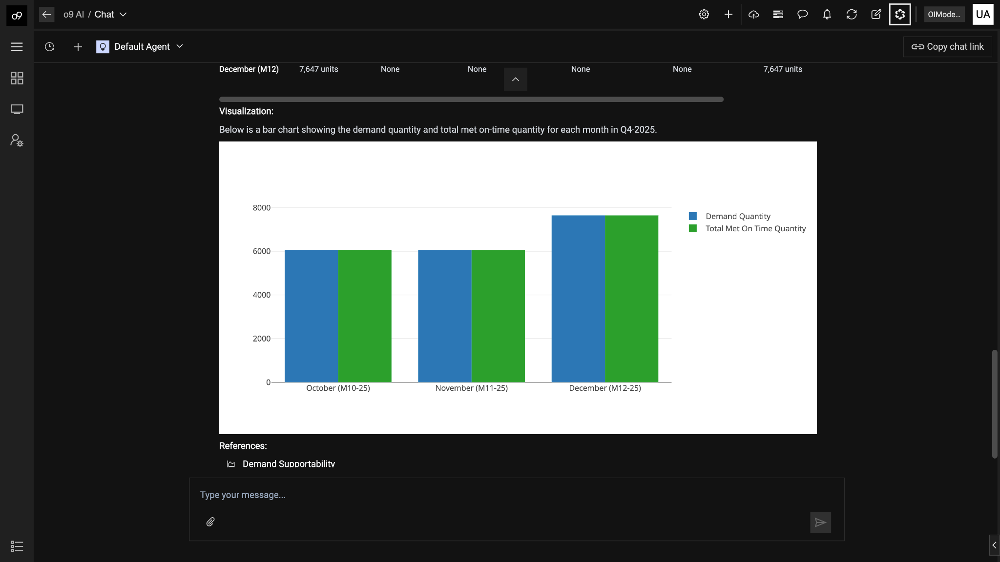 o9
o9 AI / Chat
OIMode...
UA
Default Agent
Copy chat link
December (M12) 7,647 units None None None None 7,647 units
Visualization:
Below is a bar chart showing the demand quantity and total met on-time quantity for each month in Q4-2025.
8000
6000
4000
2000
0
October (M10-25) November (M11-25) December (M12-25)
Demand Quantity
Total Met On Time Quantity
References:
Demand Supportability
Type your message...